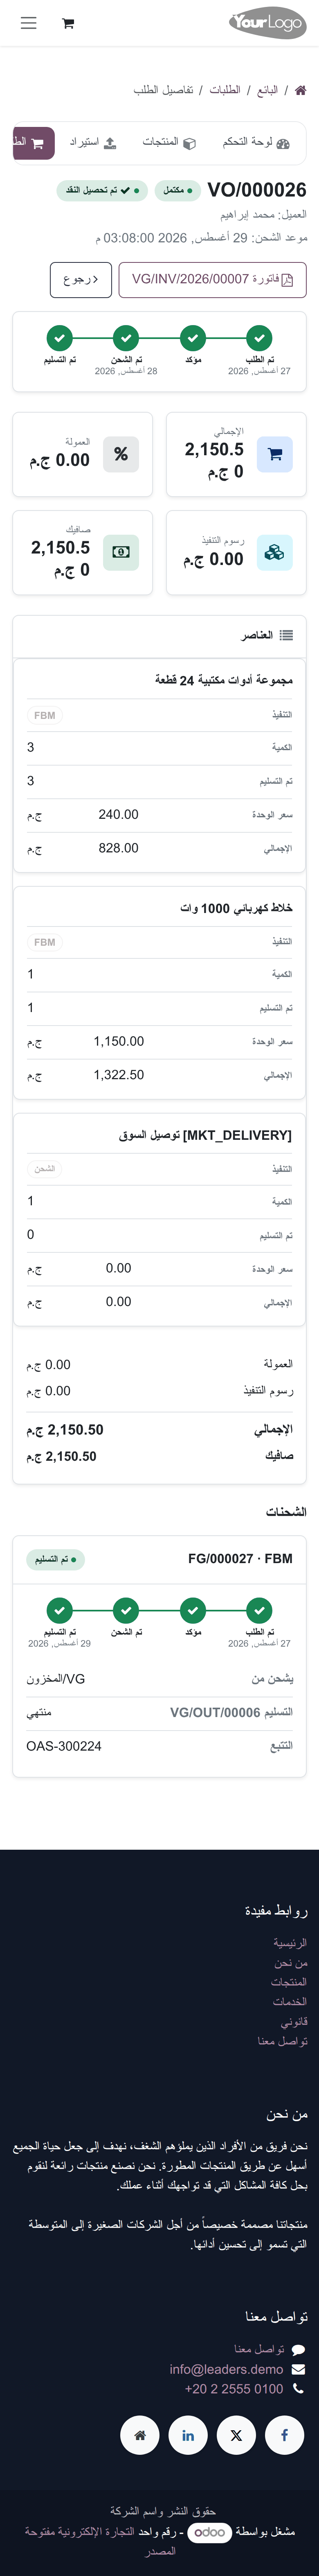 YourLogo
البائع / الطلبات / تفاصيل الطلب
لوحة التحكم
المنتجات
استيراد
VO/000026
مكتمل
تم تحصيل النقد
العميل: محمد إبراهيم
موعد الشحن: 29 أغسطس, 2026 03:08:00 م
فاتورة VG/INV/2026/00007
رجوع
تم الطلب
27 أغسطس, 2026
مؤكد
تم الشحن
28 أغسطس, 2026
تم التسليم
الإجمالي
2,150.5
0 ج.م
العمولة
0.00 ج.م
%
رسوم التنفيذ
0.00 ج.م
صافيك
2,150.5
0 ج.م
العناصر
مجموعة أدوات مكتبية 24 قطعة
التنفيذ FBM
الكمية 3
تم التسليم 3
سعر الوحدة 240.00 ج.م
الإجمالي 828.00 ج.م
خلاط كهربائي 1000 وات
التنفيذ FBM
الكمية 1
تم التسليم 1
سعر الوحدة 1,150.00 ج.م
الإجمالي 1,322.50 ج.م
[MKT_DELIVERY] توصيل السوق
التنفيذ الشحن
الكمية 1
تم التسليم 0
سعر الوحدة 0.00 ج.م
الإجمالي 0.00 ج.م
العمولة 0.00 ج.م
رسوم التنفيذ 0.00 ج.م
الإجمالي 2,150.50 ج.م
صافيك 2,150.50 ج.م
الشحنات
FG/000027 · FBM
تم التسليم
تم الطلب
27 أغسطس, 2026
مؤكد
تم الشحن
تم التسليم
29 أغسطس, 2026
يشحن من VG/المخزون
التسليم VG/OUT/00006 منتهي
التتبع OAS-300224
روابط مفيدة
الرئيسية
من نحن
المنتجات
الخدمات
قانوني
تواصل معنا
من نحن
نحن فريق من الأفراد الذين يملؤهم الشغف، نهدف إلى جعل حياة الجميع
أسهل عن طريق المنتجات المطورة. نحن نصنع منتجات رائعة لنقوم
بحل كافة المشاكل التي قد تواجهك أثناء عملك.
منتجاتنا مصممة خصيصاً من أجل الشركات الصغيرة إلى المتوسطة
التي تسمو إلى تحسين أدائها.
تواصل معنا
تواصل معنا
info@leaders.demo
+20 2 2555 0100
حقوق النشر واسم الشركة
مشغل بواسطة odoo - رقم واحد التجارة الإلكترونية مفتوحة
المصدر